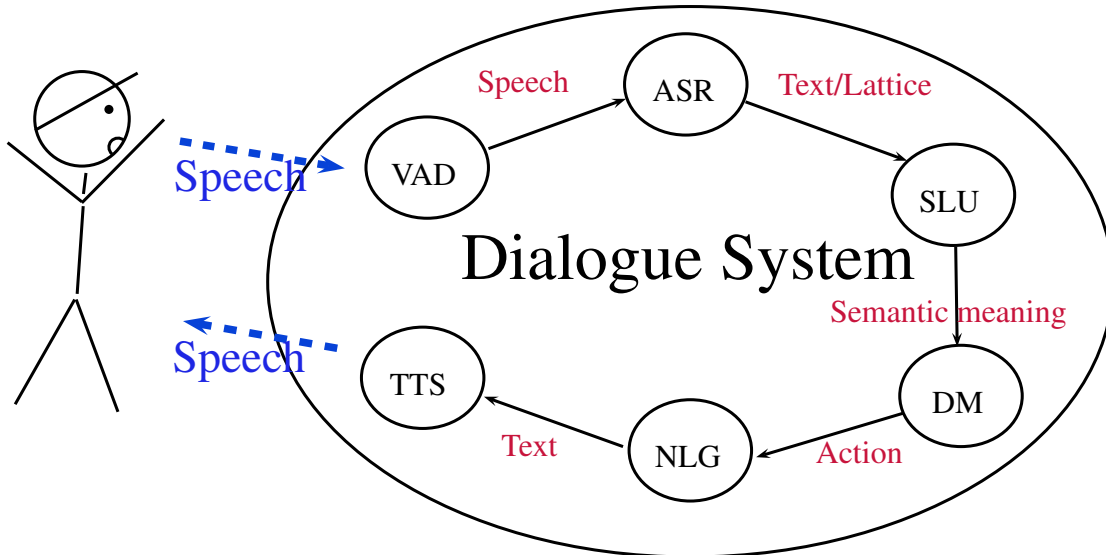 Speech
ASR
Text/Lattice
VAD
Speech
SLU
Dialogue System
Semantic meaning
Speech
TTS
DM
Text
NLG
Action